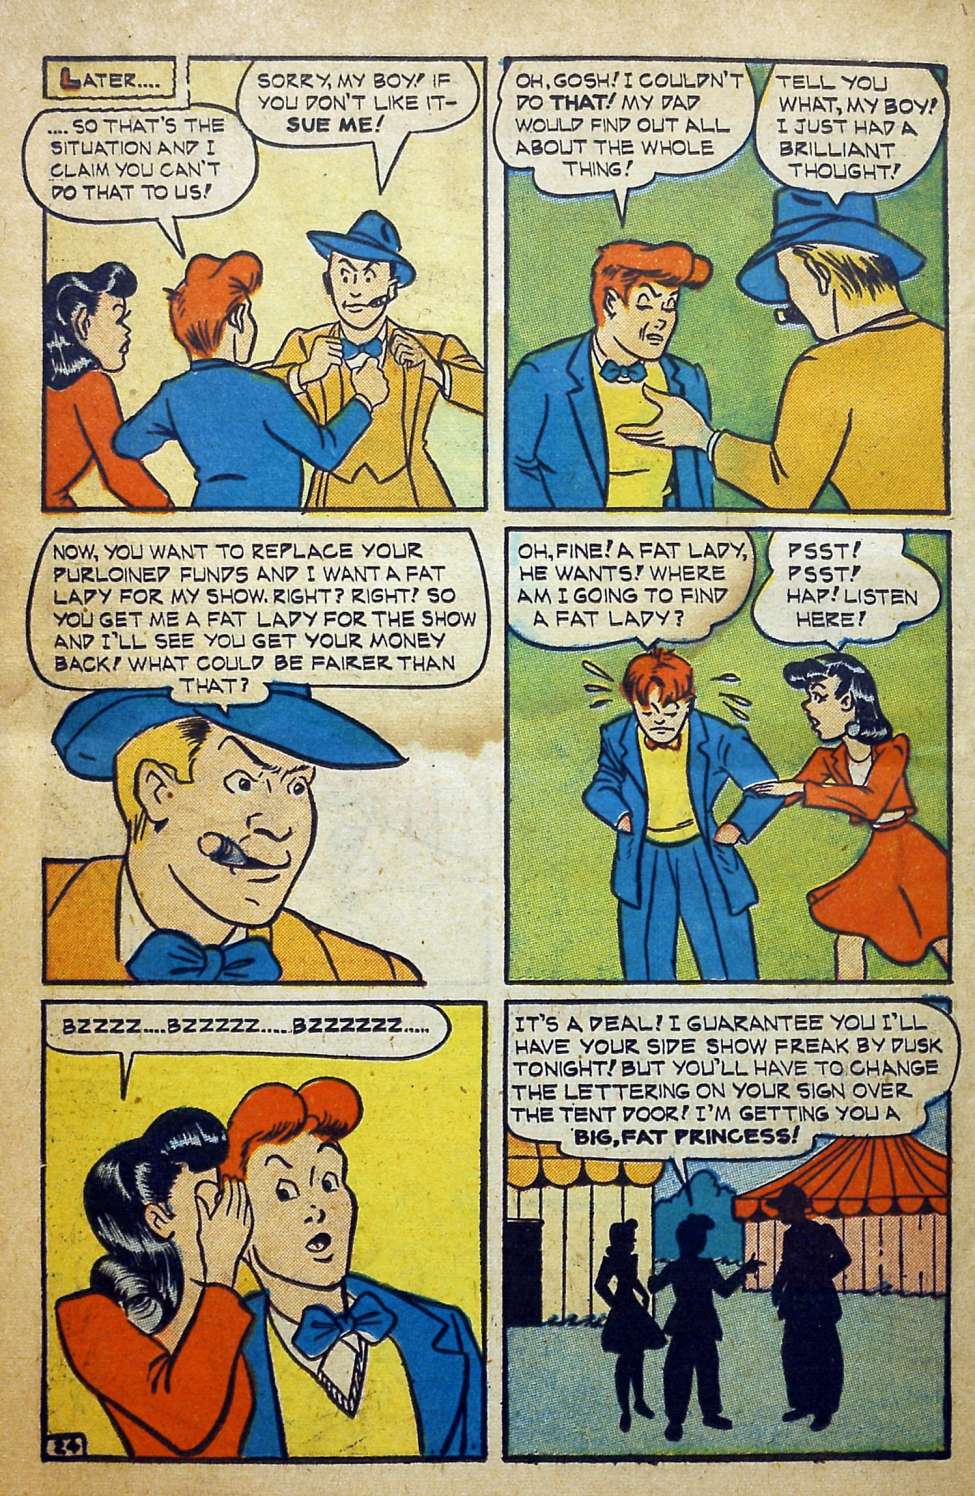 LATER....
.... SO THAT'S THE
SITUATION AND I
CLAIM YOU CAN'T
DO THAT TO US!
SORRY, MY BOY! IF
YOU DON'T LIKE IT-
SUE ME!
OH, GOSH! I COULDN'T
DO THAT! MY DAD
WOULD FIND OUT ALL
ABOUT THE WHOLE
THING!
TELL YOU
WHAT, MY BOY!
I JUST HAD A
BRILLIANT
THOUGHT!
NOW, YOU WANT TO REPLACE YOUR
PURLOINED FUNDS AND I WANT A FAT
LADY FOR MY SHOW. RIGHT? RIGHT! SO
YOU GET ME A FAT LADY FOR THE SHOW
AND I'LL SEE YOU GET YOUR MONEY
BACK! WHAT COULD BE FAIRER THAN
THAT?
OH, FINE! A FAT LADY,
HE WANTS! WHERE
AM I GOING TO FIND
A FAT LADY?
PSST!
PSST!
HAP! LISTEN
HERE!
BZZZZ....BZZZZZ.....BZZZZZZ.....
IT'S A DEAL! I GUARANTEE YOU I'LL
HAVE YOUR SIDE SHOW FREAK BY DUSK
TONIGHT! BUT YOU'LL HAVE TO CHANGE
THE LETTERING ON YOUR SIGN OVER
THE TENT DOOR! I'M GETTING YOU A
BIG, FAT PRINCESS!
24